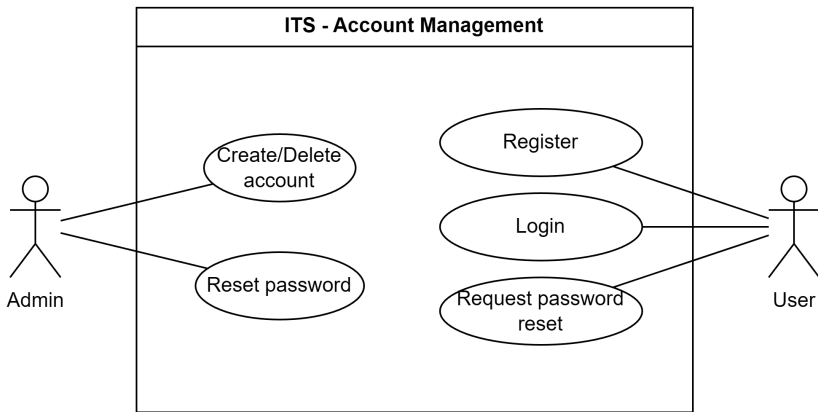 ITS - Account Management
Create/Delete
account
Reset password
Register
Login
Request password
reset
Admin
User